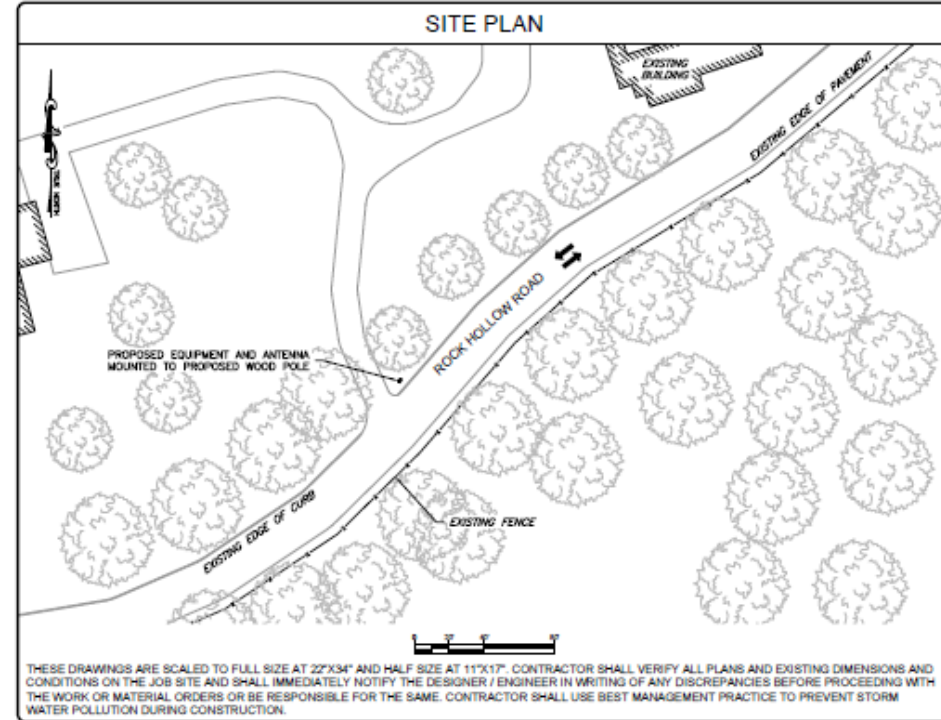 SITE PLAN
EXISTING
BUILDING
EXISTING EDGE OF PAVEMENT
TRUE NORTH
ROCK HOLLOW ROAD
PROPOSED EQUIPMENT AND ANTENNA
MOUNTED TO PROPOSED WOOD POLE
EXISTING EDGE OF CURB
EXISTING FENCE
THESE DRAWINGS ARE SCALED TO FULL SIZE AT 22"X34" AND HALF SIZE AT 11"X17". CONTRACTOR SHALL VERIFY ALL PLANS AND EXISTING DIMENSIONS AND
CONDITIONS ON THE JOB SITE AND SHALL IMMEDIATELY NOTIFY THE DESIGNER / ENGINEER IN WRITING OF ANY DISCREPANCIES BEFORE PROCEEDING WITH
THE WORK OR MATERIAL ORDERS OR BE RESPONSIBLE FOR THE SAME. CONTRACTOR SHALL USE BEST MANAGEMENT PRACTICE TO PREVENT STORM
WATER POLLUTION DURING CONSTRUCTION.